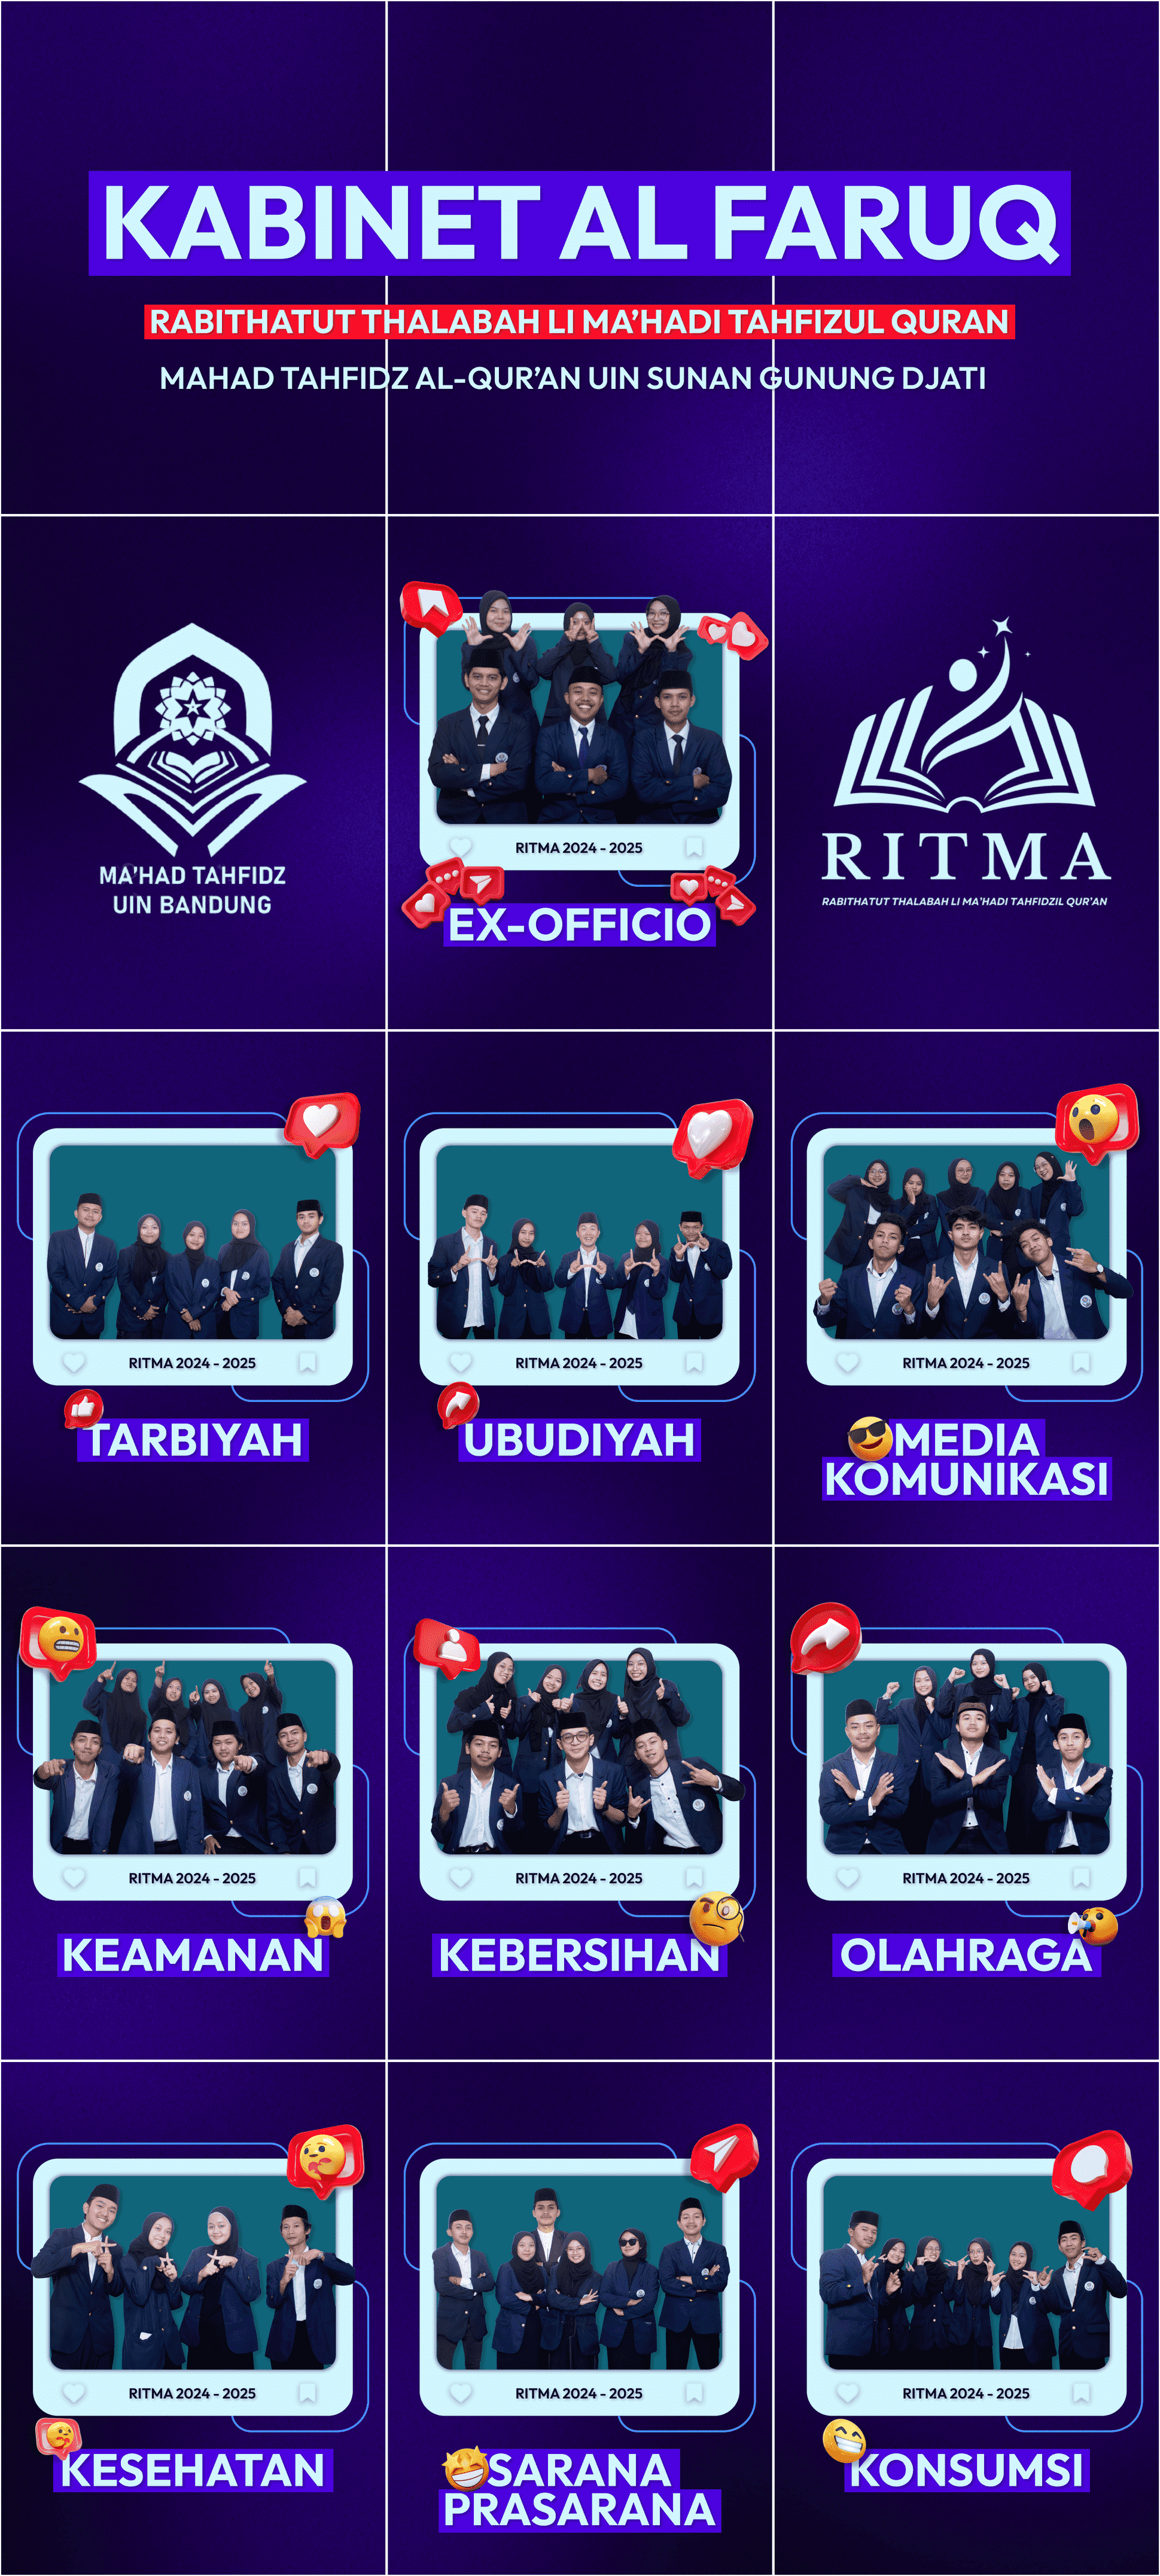 KABINET AL FARUQ
RABITHATUT THALABAH LI MA'HADI TAHFIZUL QURAN
MAHAD TAHFIDZ AL-QUR'AN UIN SUNAN GUNUNG DJATI
MA'HAD TAHFIDZ
UIN BANDUNG
RITMA 2024 - 2025
EX-OFFICIO
RITMA
RABITHATUT THALABAH LI MA'HADI TAHFIDZIL QUR'AN
RITMA 2024 - 2025
TARBIYAH
RITMA 2024 - 2025
UBUDIYAH
RITMA 2024 - 2025
MEDIA
KOMUNIKASI
RITMA 2024 - 2025
KEAMANAN
RITMA 2024 - 2025
KEBERSIHAN
RITMA 2024 - 2025
OLAHRAGA
RITMA 2024 - 2025
KESEHATAN
RITMA 2024 - 2025
SARANA
PRASARANA
RITMA 2024 - 2025
KONSUMSI